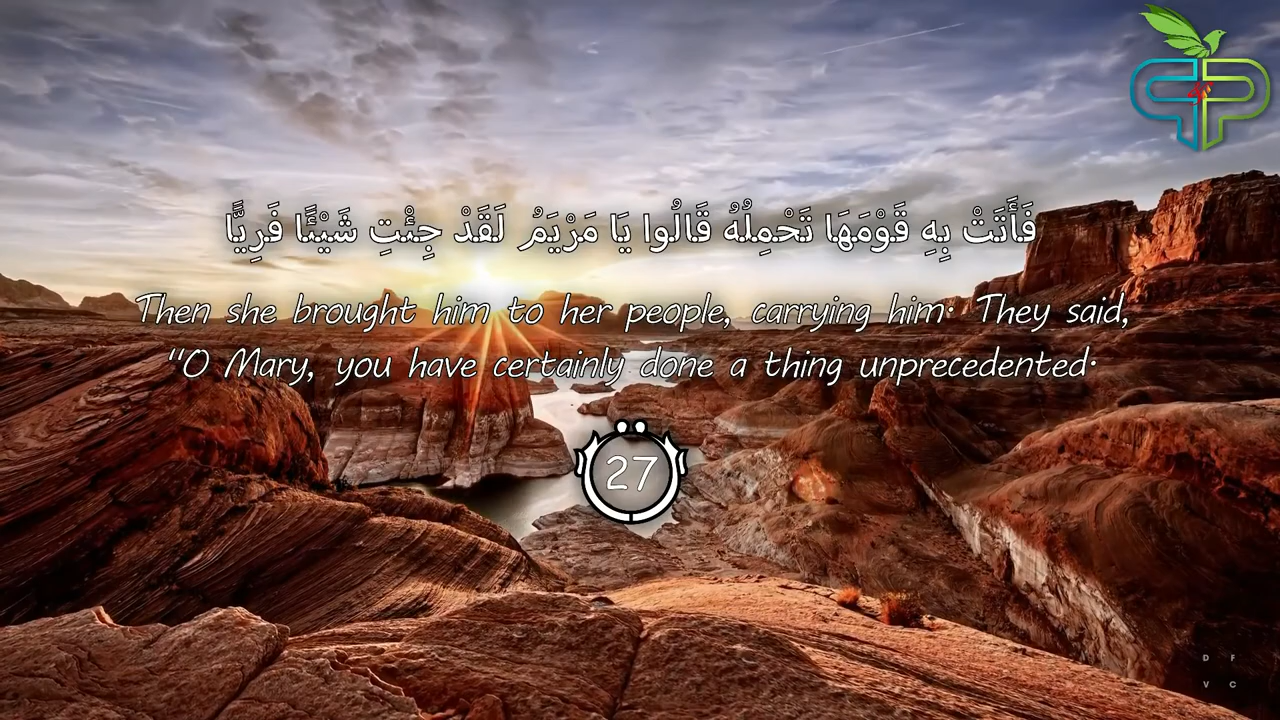 فَأَتَتْ بِهِ قَوْمَهَا تَحْمِلُهُ قَالُوا يَا مَرْيَمُ لَقَدْ جِئْتِ شَيْئًا فَرِيًّا
Then she brought him to her people, carrying him. They said,
"O Mary, you have certainly done a thing unprecedented.
27
D F
V C